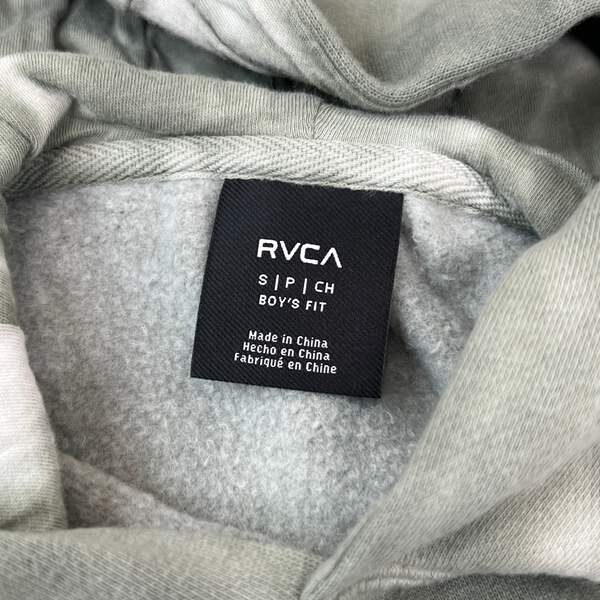 RVCA
S | P | CH
BOY'S FIT
Made in China
Hecho en China
Fabriqué en Chine